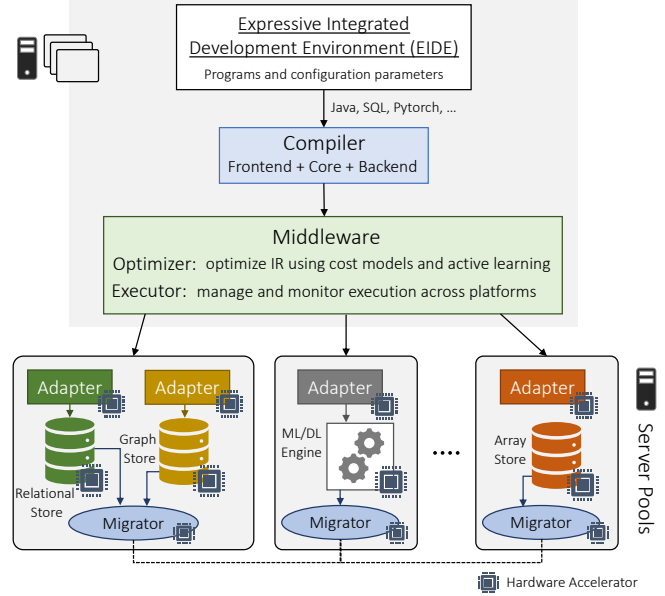 Expressive Integrated
Development Environment (EIDE)
Programs and configuration parameters
Java, SQL, Pytorch, ...
Compiler
Frontend + Core + Backend
Middleware
Optimizer: optimize IR using cost models and active learning
Executor: manage and monitor execution across platforms
Adapter
Adapter
Adapter
Adapter
Graph
Store
ML/DL
Engine
Array
Store
Relational
Store
Migrator
Migrator
Migrator
Server Pools
Hardware Accelerator